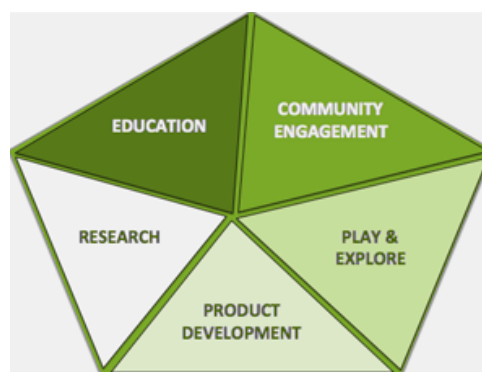 EDUCATION
COMMUNITY
ENGAGEMENT
RESEARCH
PLAY &
EXPLORE
PRODUCT
DEVELOPMENT